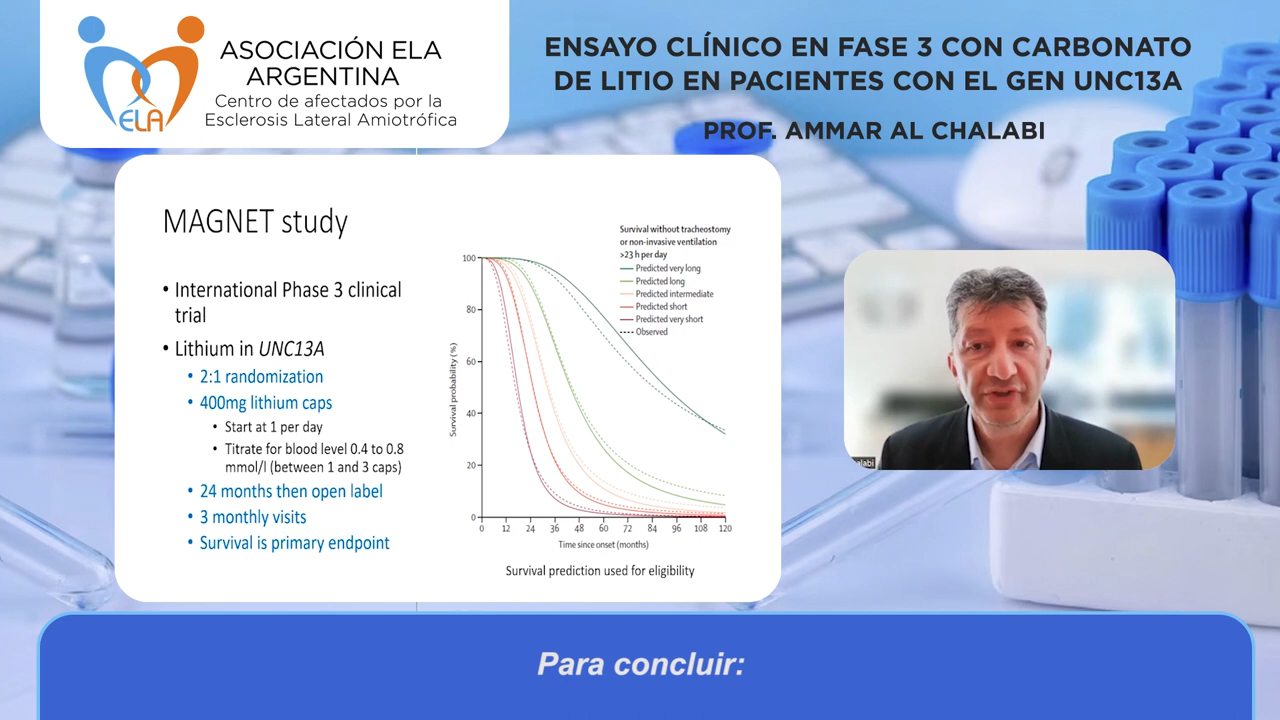 ELA
ASOCIACIÓN ELA
ARGENTINA
Centro de afectados por la
Esclerosis Lateral Amiotrófica
ENSAYO CLÍNICO EN FASE 3 CON CARBONATO
DE LITIO EN PACIENTES CON EL GEN UNC13A
PROF. AMMAR AL CHALABI
MAGNET study
• International Phase 3 clinical
trial
• Lithium in UNC13A
• 2:1 randomization
• 400mg lithium caps
• Start at 1 per day
• Titrate for blood level 0.4 to 0.8
mmol/l (between 1 and 3 caps)
• 24 months then open label
• 3 monthly visits
• Survival is primary endpoint
Survival without tracheostomy
or non-invasive ventilation
>23 h per day
Predicted very long
Predicted long
Predicted intermediate
Predicted short
Predicted very short
Observed
Survival probability (%)
100
80
60
40
20
0
0 12 24 36 48 60 72 84 96 108 120
Time since onset (months)
Survival prediction used for eligibility
alabi
Para concluir: